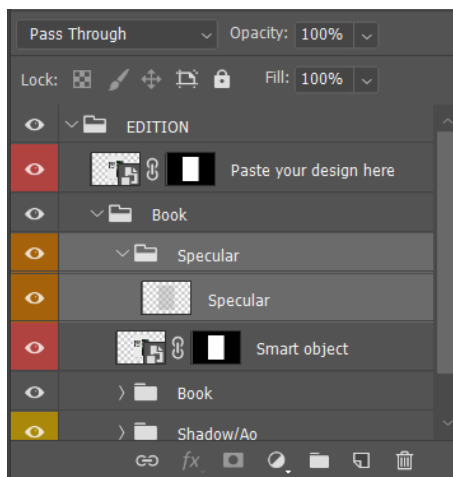 Pass Through Opacity: 100%
Lock: Fill: 100%
EDITION
Paste your design here
Book
Specular
Specular
Smart object
Book
Shadow/Ao
fx